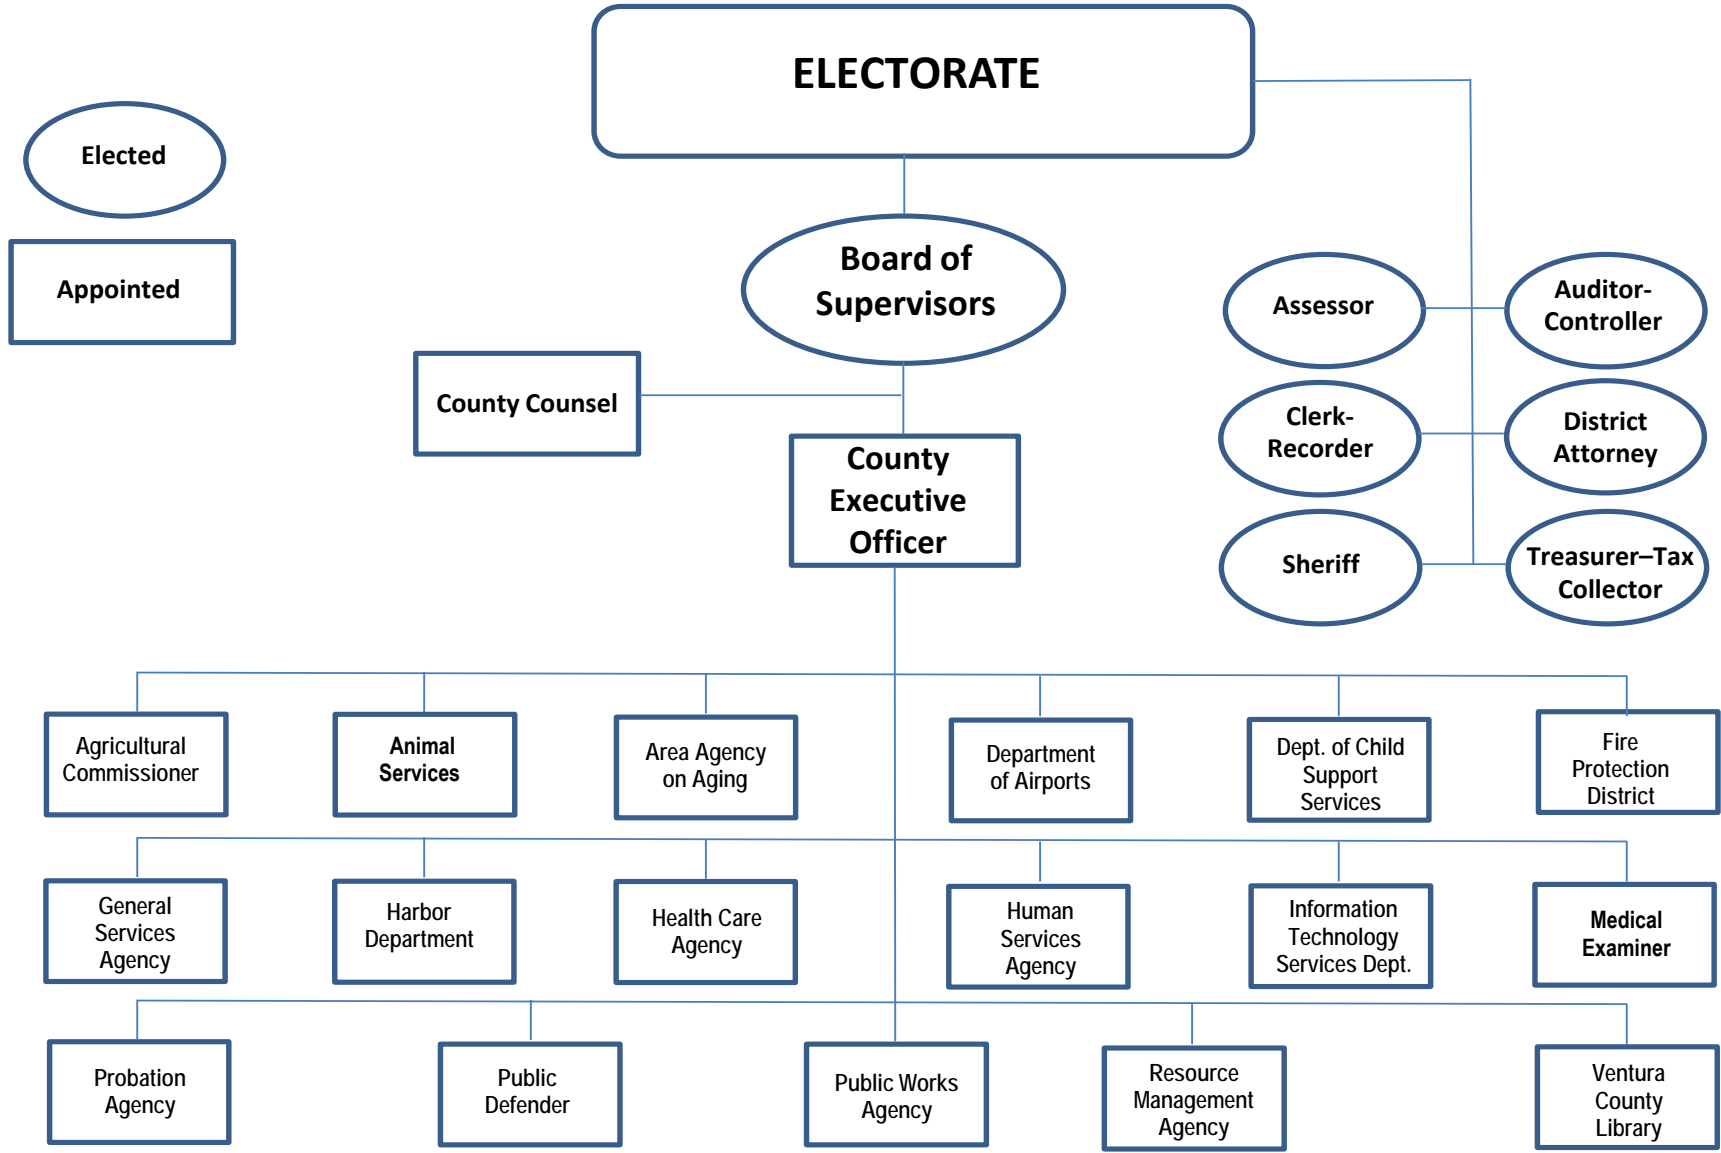 ELECTORATE
Elected
Appointed
Board of
Supervisors
Assessor
Auditor-
Controller
County Counsel
Clerk-
Recorder
District
Attorney
County
Executive
Officer
Sheriff
Treasurer–Tax
Collector
Agricultural
Commissioner
Animal
Services
Area Agency
on Aging
Department
of Airports
Dept. of Child
Support
Services
Fire
Protection
District
General
Services
Agency
Harbor
Department
Health Care
Agency
Human
Services
Agency
Information
Technology
Services Dept.
Medical
Examiner
Probation
Agency
Public
Defender
Public Works
Agency
Resource
Management
Agency
Ventura
County
Library